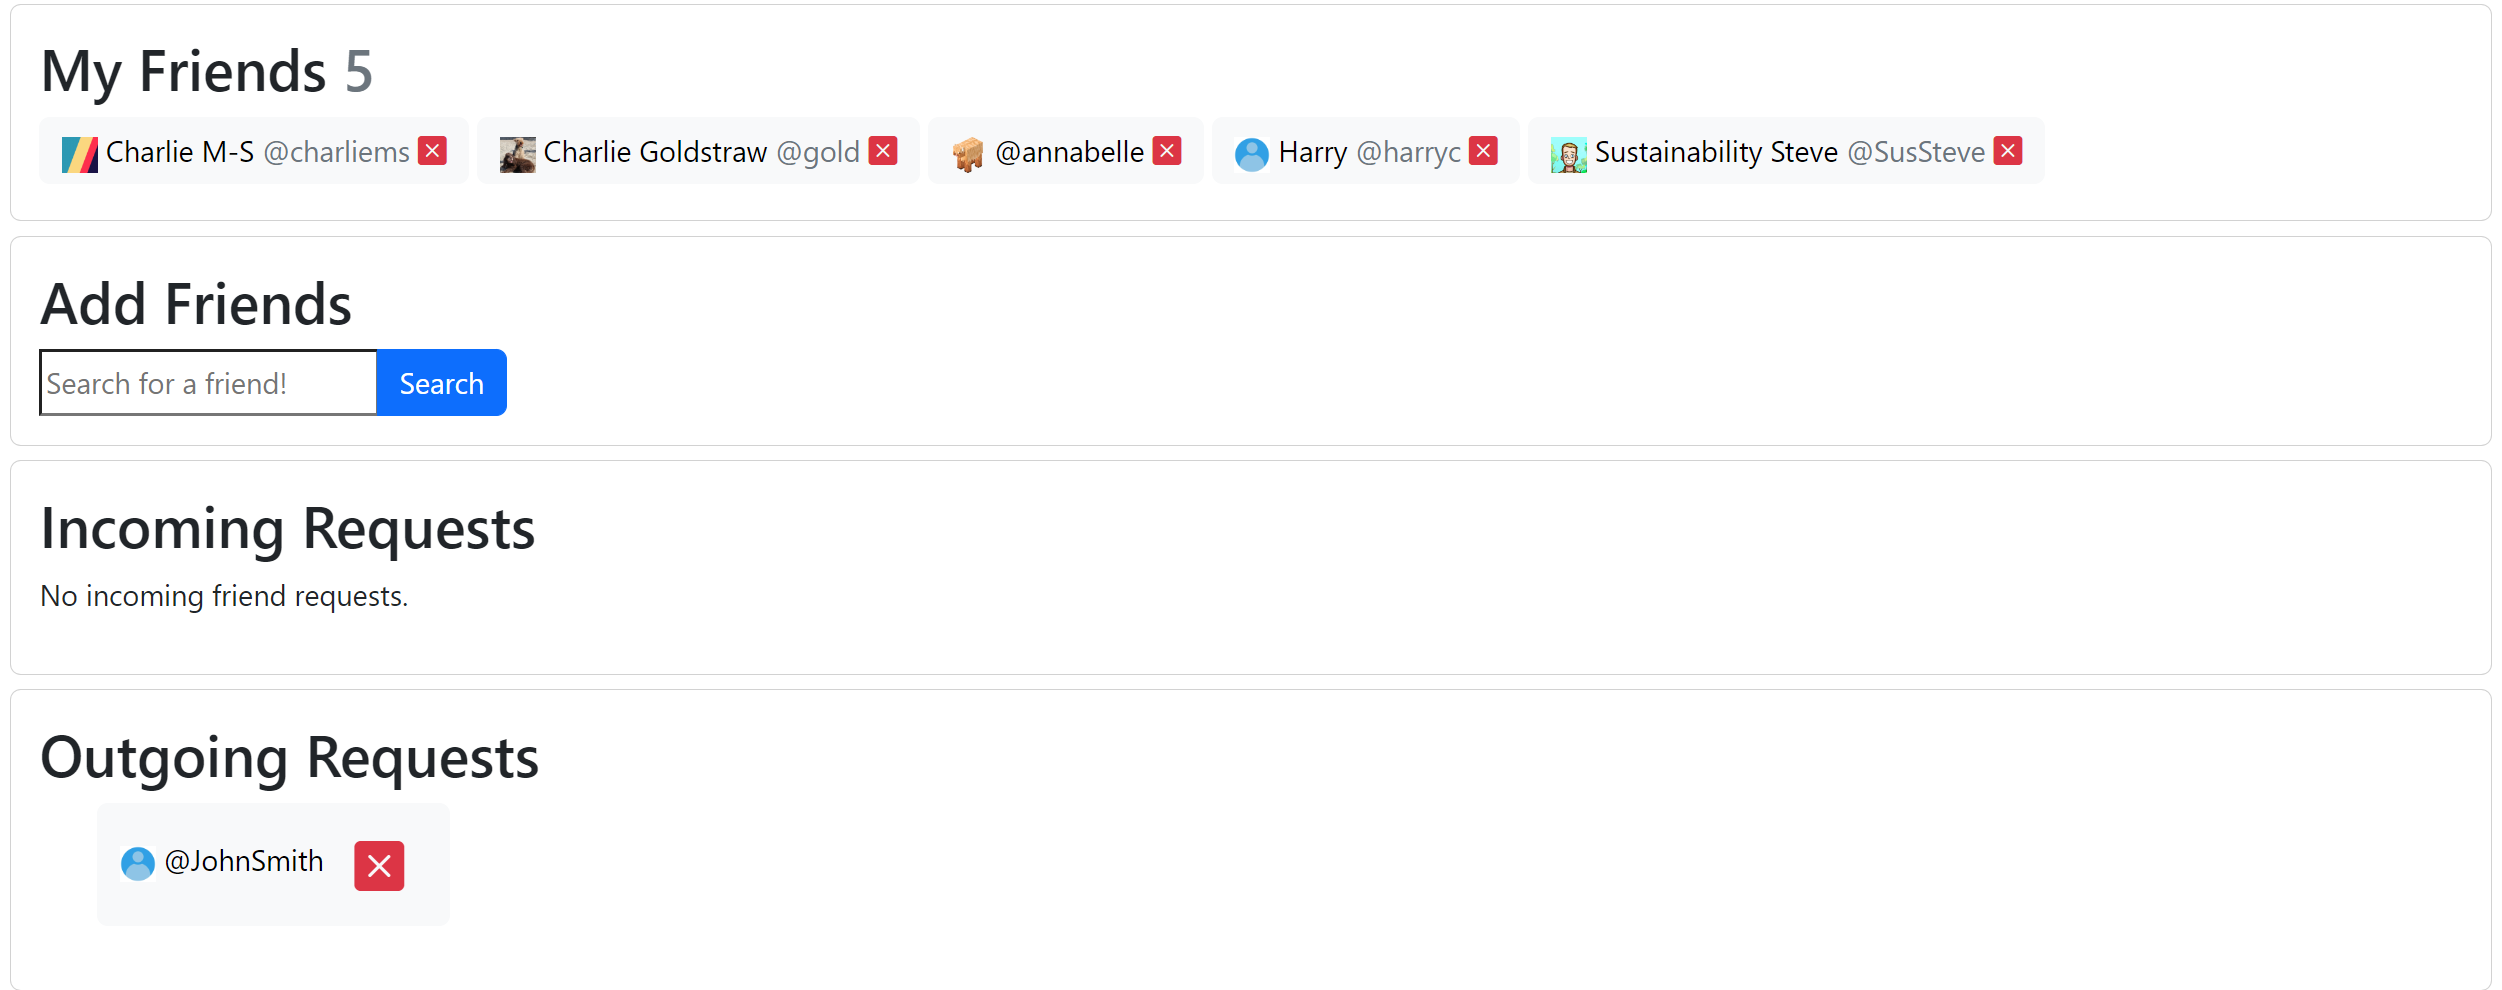 My Friends 5
Charlie M-S @charliems Charlie Goldstraw @gold @annabelle Harry @harryc Sustainability Steve @SusSteve
Add Friends
Search for a friend! Search
Incoming Requests
No incoming friend requests.
Outgoing Requests
@JohnSmith